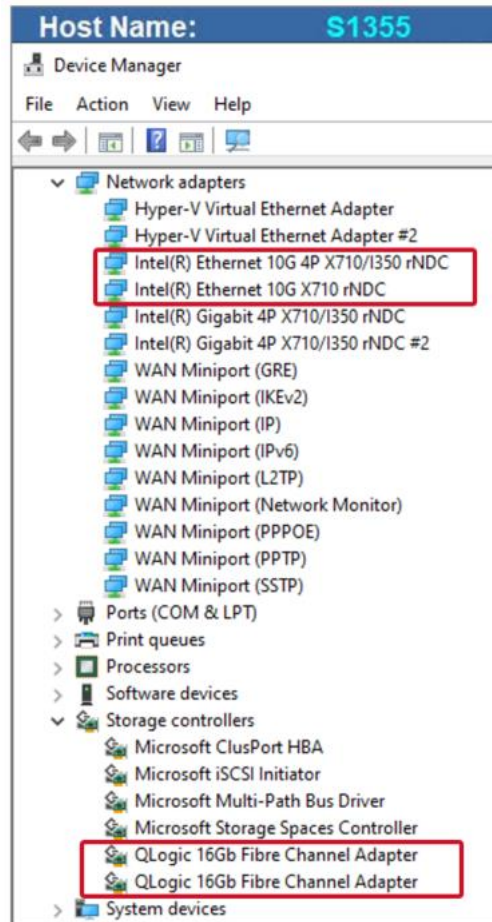 Host Name: S1355
Device Manager
File Action View Help
Network adapters
Hyper-V Virtual Ethernet Adapter
Hyper-V Virtual Ethernet Adapter #2
Intel(R) Ethernet 10G 4P X710/I350 rNDC
Intel(R) Ethernet 10G X710 rNDC
Intel(R) Gigabit 4P X710/I350 rNDC
Intel(R) Gigabit 4P X710/I350 rNDC #2
WAN Miniport (GRE)
WAN Miniport (IKEv2)
WAN Miniport (IP)
WAN Miniport (IPv6)
WAN Miniport (L2TP)
WAN Miniport (Network Monitor)
WAN Miniport (PPPOE)
WAN Miniport (PPTP)
WAN Miniport (SSTP)
Ports (COM & LPT)
Print queues
Processors
Software devices
Storage controllers
Microsoft ClusPort HBA
Microsoft iSCSI Initiator
Microsoft Multi-Path Bus Driver
Microsoft Storage Spaces Controller
QLogic 16Gb Fibre Channel Adapter
QLogic 16Gb Fibre Channel Adapter
System devices